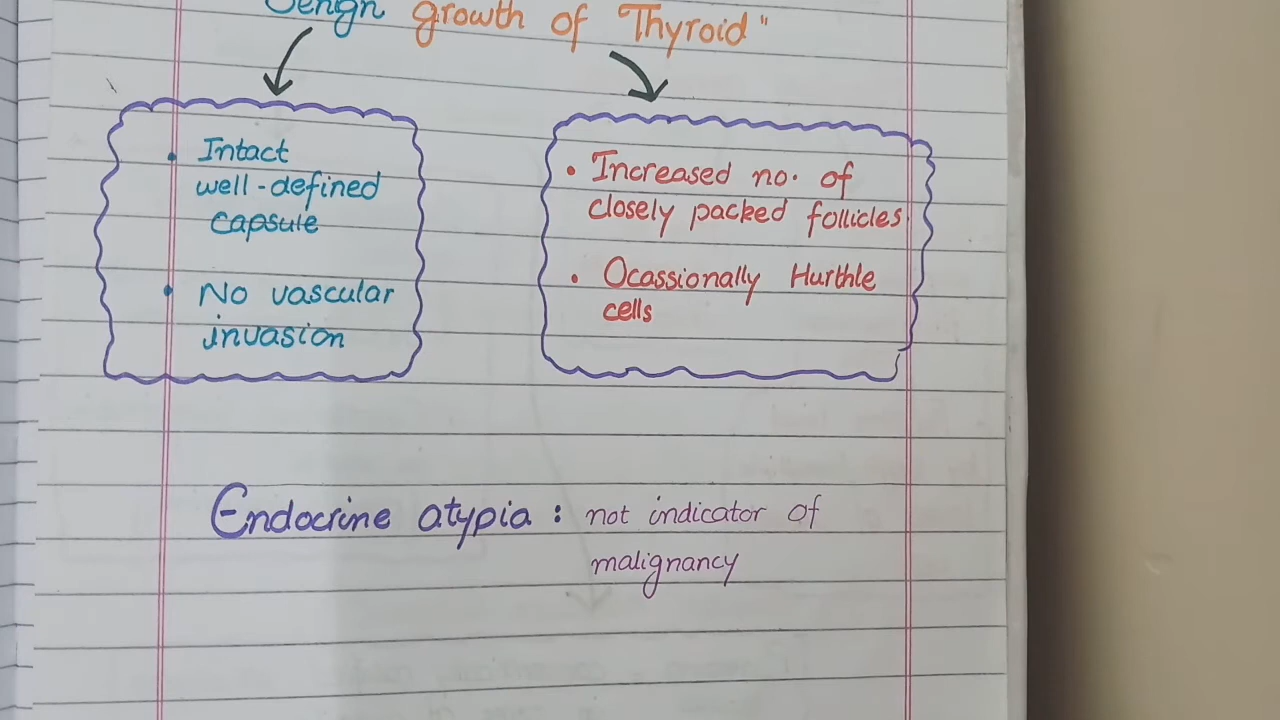 Benign growth of "Thyroid"
• Intact
well-defined
capsule
• No vascular
invasion
• Increased no. of
closely packed follicles
• Ocassionally Hurthle
cells
Endocrine atypia : not indicator of
malignancy